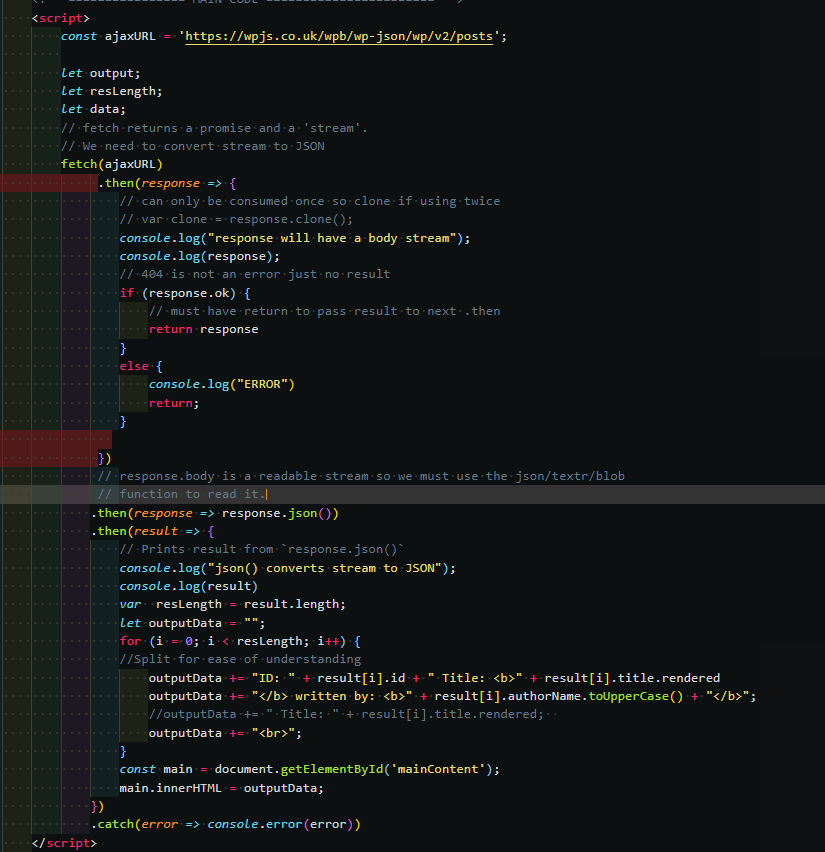 <script>
const ajaxURL = 'https://wpjs.co.uk/wpb/wp-json/wp/v2/posts';
let output;
let resLength;
let data;
// fetch returns a promise and a 'stream'.
// We need to convert stream to JSON
fetch(ajaxURL)
.then(response => {
// can only be consumed once so clone if using twice
// var clone = response.clone();
console.log("response will have a body stream");
console.log(response);
// 404 is not an error just no result
if (response.ok) {
// must have return to pass result to next .then
return response
}
else {
console.log("ERROR")
return;
}
})
// response.body is a readable stream so we must use the json/textr/blob
// function to read it.
.then(response => response.json())
.then(result => {
// Prints result from `response.json()`
console.log("json() converts stream to JSON");
console.log(result)
var  resLength = result.length;
let outputData = "";
for (i = 0; i < resLength; i++) {
//Split for ease of understanding
outputData += "ID: " + result[i].id + " Title: <b>" + result[i].title.rendered
outputData += "</b> written by: <b>" + result[i].authorName.toUpperCase() + "</b>";
//outputData += " Title: " + result[i].title.rendered;
outputData += "<br>";
}
const main = document.getElementById('mainContent');
main.innerHTML = outputData;
})
.catch(error => console.error(error))
</script>